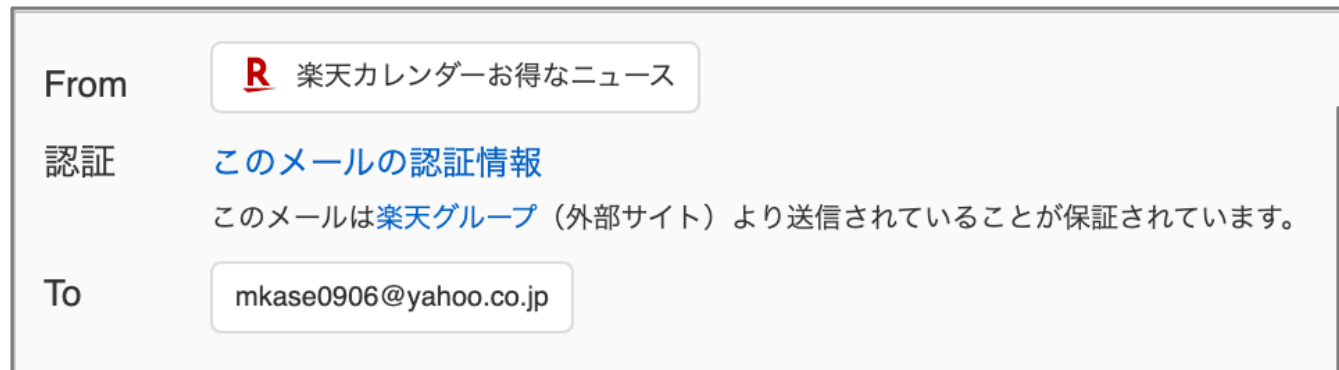 From R 楽天カレンダーお得なニュース
認証 このメールの認証情報
このメールは楽天グループ（外部サイト）より送信されていることが保証されています。
To mkase0906@yahoo.co.jp